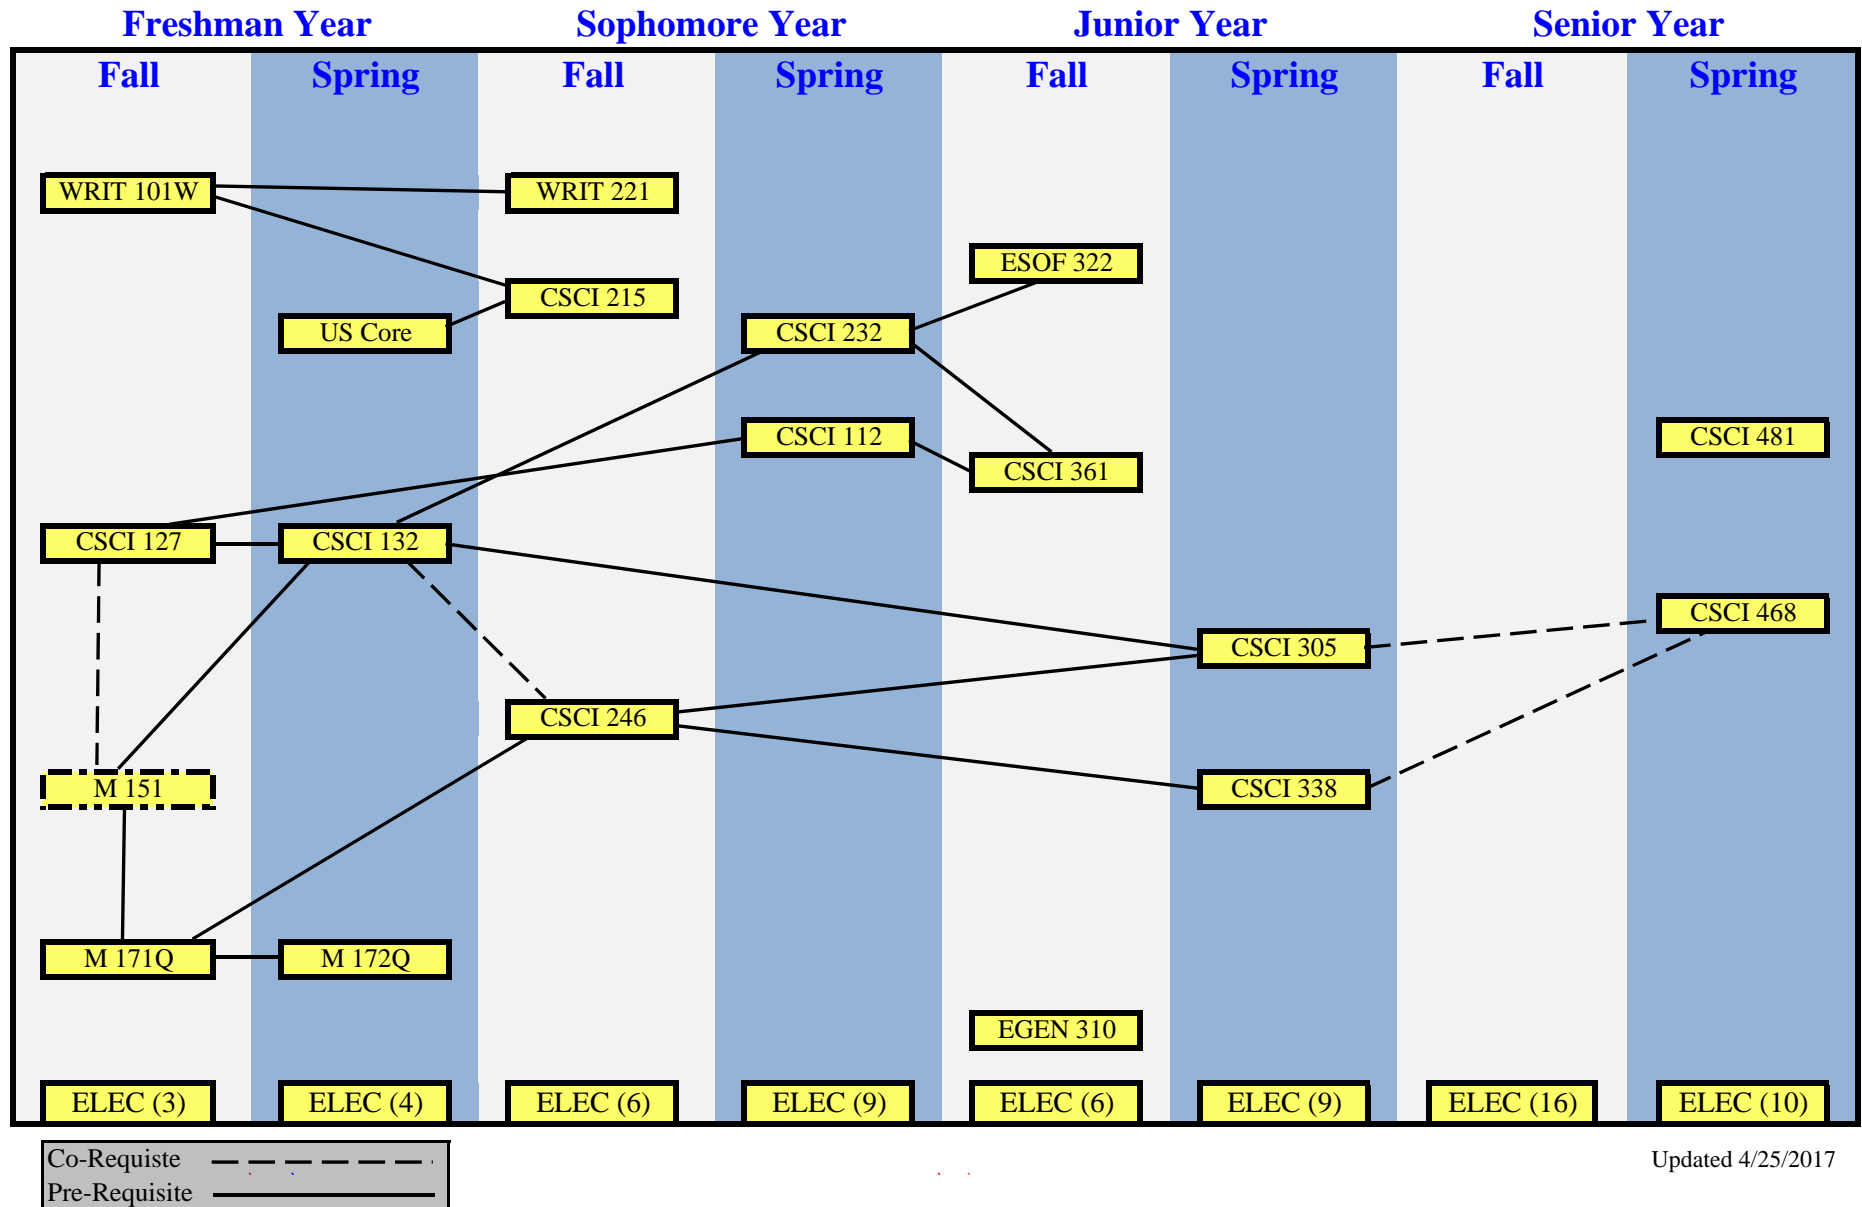 Freshman Year Sophomore Year Junior Year Senior Year
Fall Spring Fall Spring Fall Spring Fall Spring
WRIT 101W WRIT 221
ESOF 322
CSCI 215
US Core CSCI 232
CSCI 112 CSCI 481
CSCI 361
CSCI 127 CSCI 132
CSCI 468
CSCI 305
CSCI 246
M 151 CSCI 338
M 171Q M 172Q
EGEN 310
ELEC (3) ELEC (4) ELEC (6) ELEC (9) ELEC (6) ELEC (9) ELEC (16) ELEC (10)
Co-Requiste
Updated 4/25/2017
Pre-Requisite